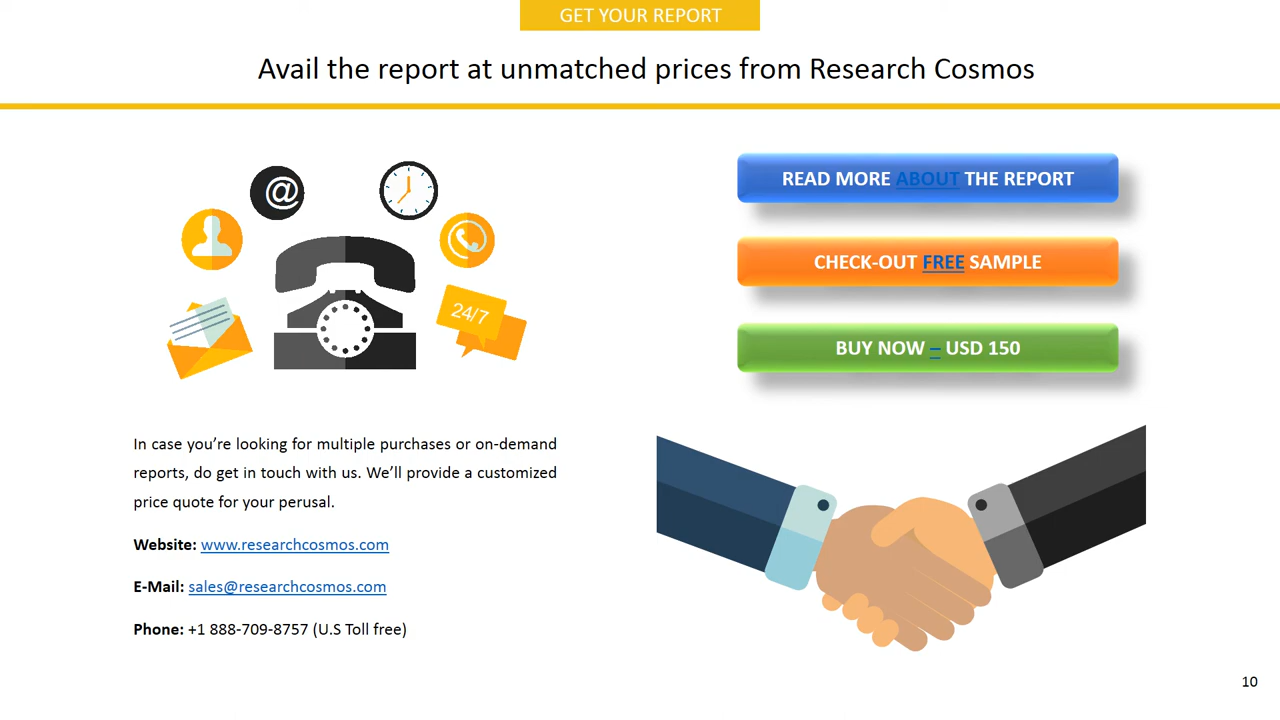 GET YOUR REPORT
Avail the report at unmatched prices from Research Cosmos
@
24/7
READ MORE ABOUT THE REPORT
CHECK-OUT FREE SAMPLE
BUY NOW – USD 150
In case you’re looking for multiple purchases or on-demand
reports, do get in touch with us. We’ll provide a customized
price quote for your perusal.
Website: www.researchcosmos.com
E-Mail: sales@researchcosmos.com
Phone: +1 888-709-8757 (U.S Toll free)
10